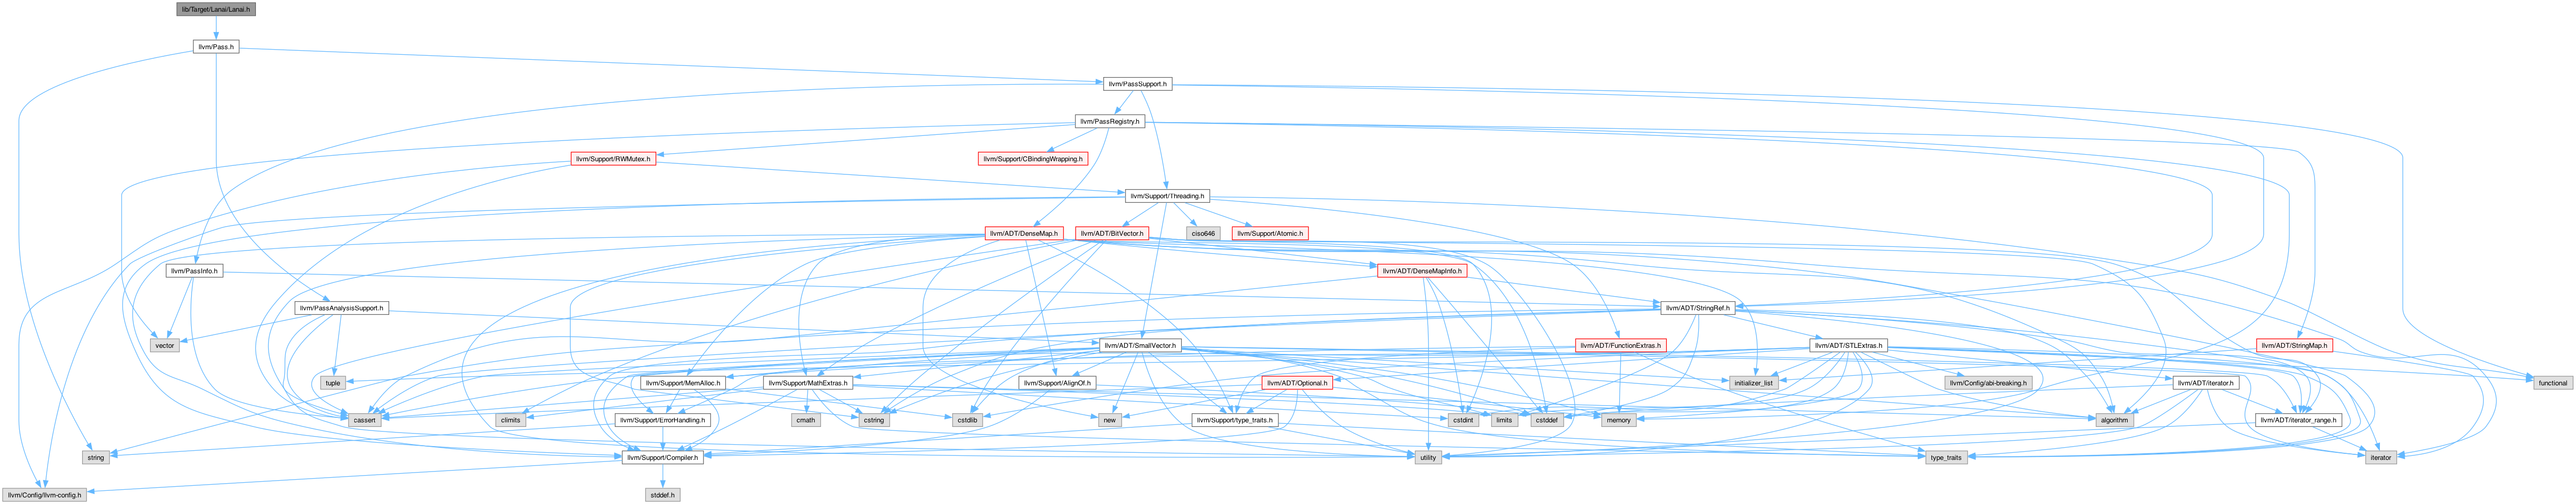 lib/Target/Lanai/Lanai.h
llvm/Pass.h
llvm/PassSupport.h
llvm/PassRegistry.h
llvm/Support/RWMutex.h
llvm/Support/CBindingWrapping.h
llvm/Support/Threading.h
llvm/ADT/DenseMap.h
llvm/ADT/BitVector.h
ciso646
llvm/Support/Atomic.h
llvm/PassInfo.h
llvm/ADT/DenseMapInfo.h
llvm/PassAnalysisSupport.h
llvm/ADT/StringRef.h
vector
llvm/ADT/SmallVector.h
llvm/ADT/FunctionExtras.h
llvm/ADT/STLExtras.h
llvm/ADT/StringMap.h
tuple
llvm/Support/MemAlloc.h
llvm/Support/MathExtras.h
llvm/Support/AlignOf.h
llvm/ADT/Optional.h
initializer_list
llvm/Config/abi-breaking.h
llvm/ADT/iterator.h
functional
cassert
climits
llvm/Support/ErrorHandling.h
cmath
cstring
cstdlib
new
llvm/Support/type_traits.h
cstdint
limits
cstddef
memory
algorithm
llvm/ADT/iterator_range.h
string
llvm/Support/Compiler.h
utility
type_traits
iterator
llvm/Config/llvm-config.h
stddef.h